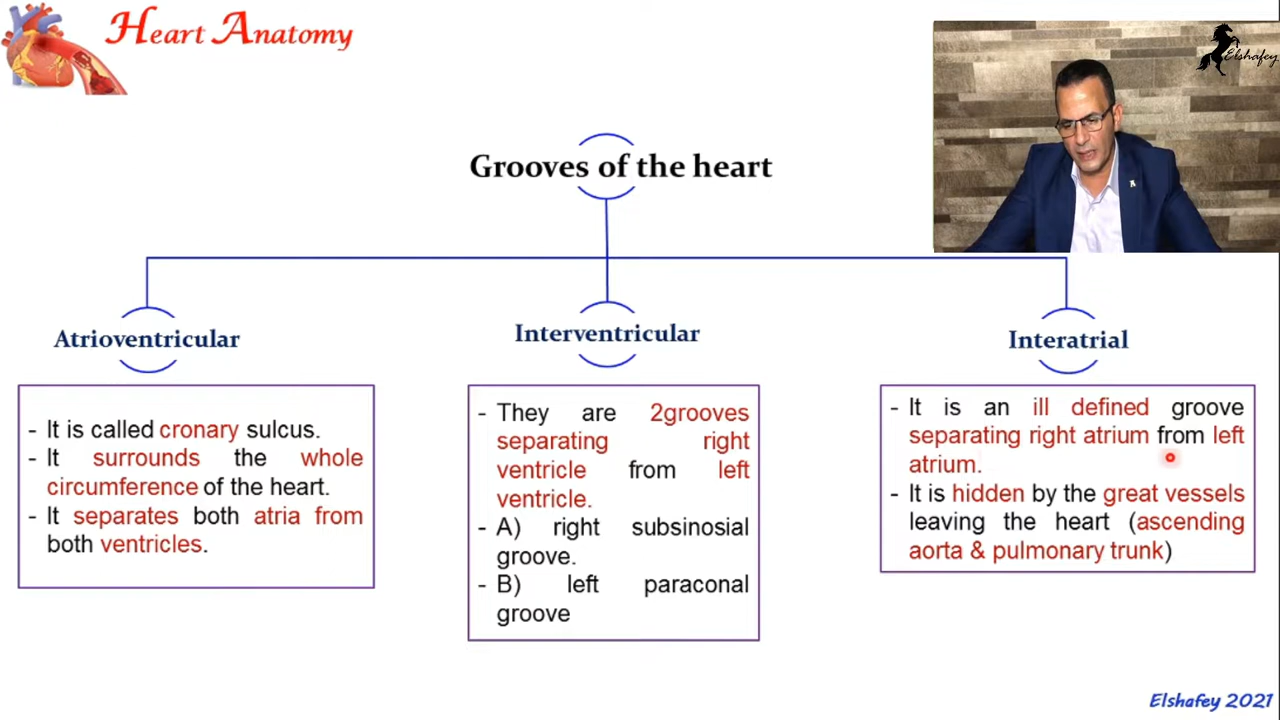 Heart Anatomy
Elshafey
Grooves of the heart
Atrioventricular
- It is called cronary sulcus.
- It surrounds the whole
circumference of the heart.
- It separates both atria from
both ventricles.
Interventricular
- They are 2grooves
separating right
ventricle from left
ventricle.
- A) right subsinosial
groove.
- B) left paraconal
groove
Interatrial
- It is an ill defined groove
separating right atrium from left
atrium.
- It is hidden by the great vessels
leaving the heart (ascending
aorta & pulmonary trunk)
Elshafey 2021